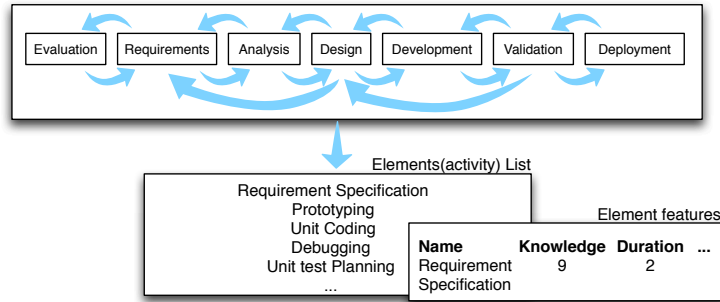 Evaluation Requirements Analysis Design Development Validation Deployment
Elements(activity) List
Requirement Specification
Prototyping
Unit Coding
Debugging
Unit test Planning
...
Element features
Name Knowledge Duration ...
Requirement 9 2
Specification